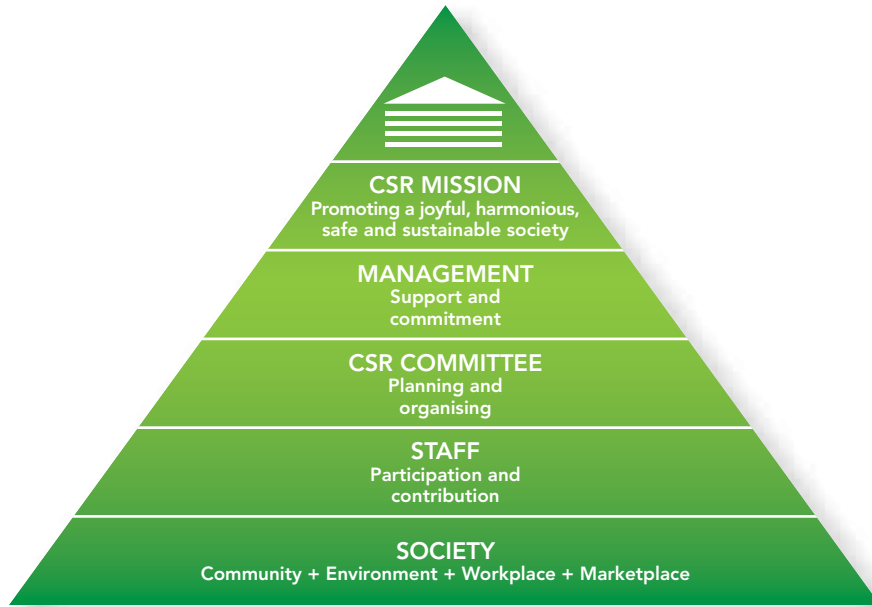 CSR MISSION
Promoting a joyful, harmonious,
safe and sustainable society
MANAGEMENT
Support and
commitment
CSR COMMITTEE
Planning and
organising
STAFF
Participation and
contribution
SOCIETY
Community + Environment + Workplace + Marketplace